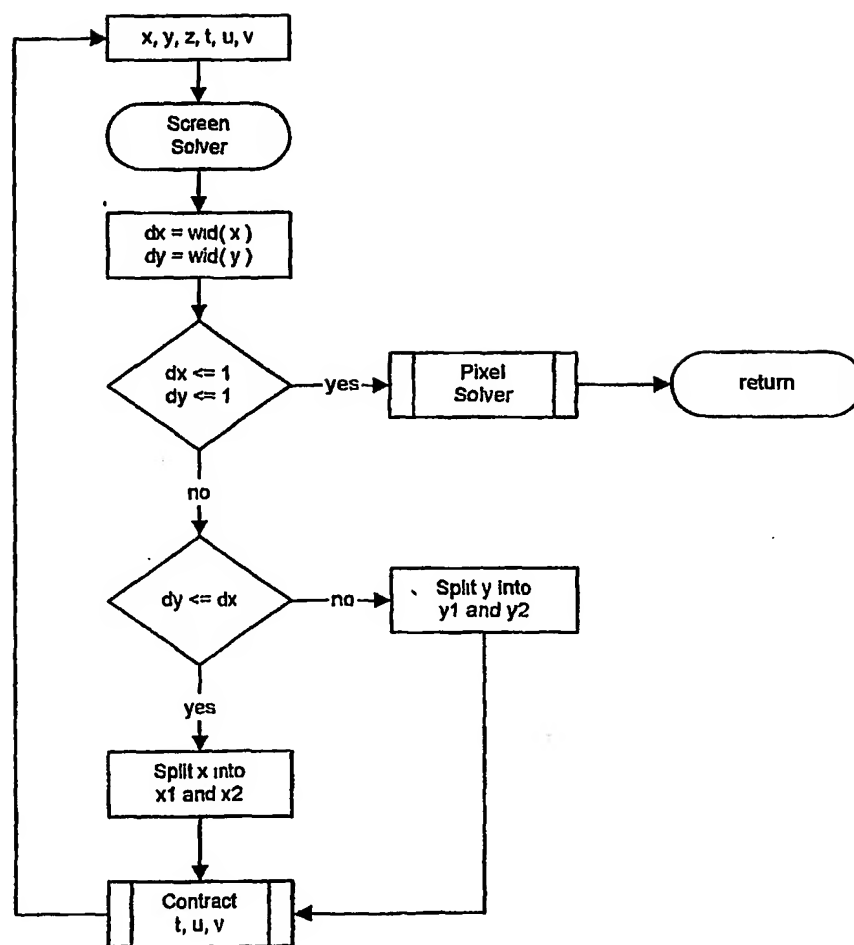 x, y, z, t, u, v
Screen
Solver
dx = wid( x )
dy = wid( y )
dx <= 1
dy <= 1
yes
Pixel
Solver
return
no
dy <= dx
no
Split y into
y1 and y2
yes
Split x into
x1 and x2
Contract
t, u, v